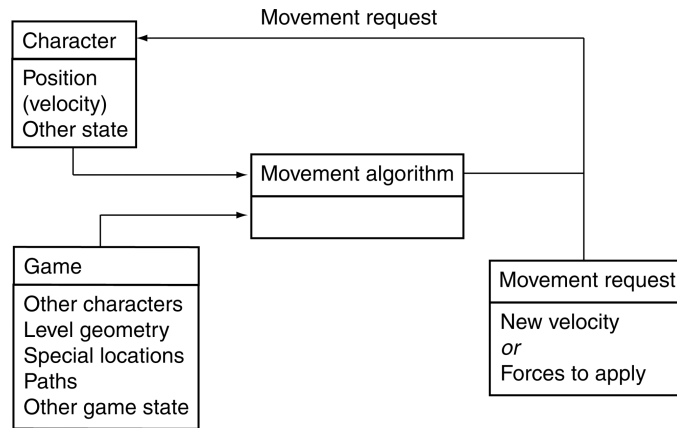 Movement request
Character
Position
(velocity)
Other state
Movement algorithm
Game
Other characters
Level geometry
Special locations
Paths
Other game state
Movement request
New velocity
or
Forces to apply